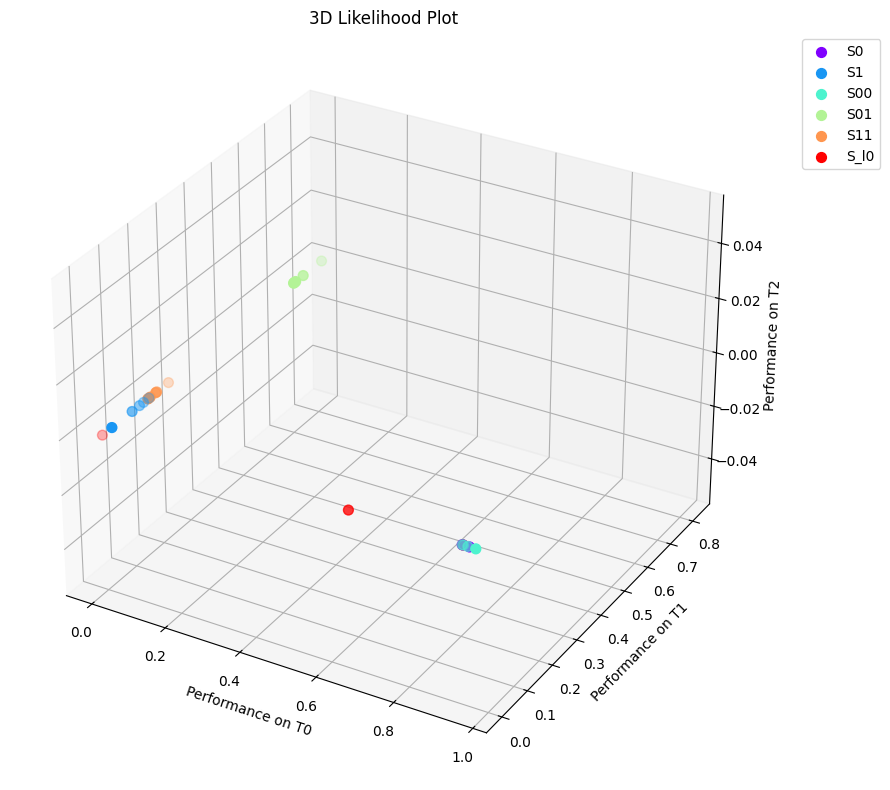 3D Likelihood Plot
S0
S1
S00
S01
S11
S_l0
0.04
0.02
0.00
−0.02
−0.04
Performance on T2
0.0
0.2
0.4
0.6
0.8
1.0
Performance on T0
0.0
0.1
0.2
0.3
0.4
0.5
0.6
0.7
0.8
Performance on T1